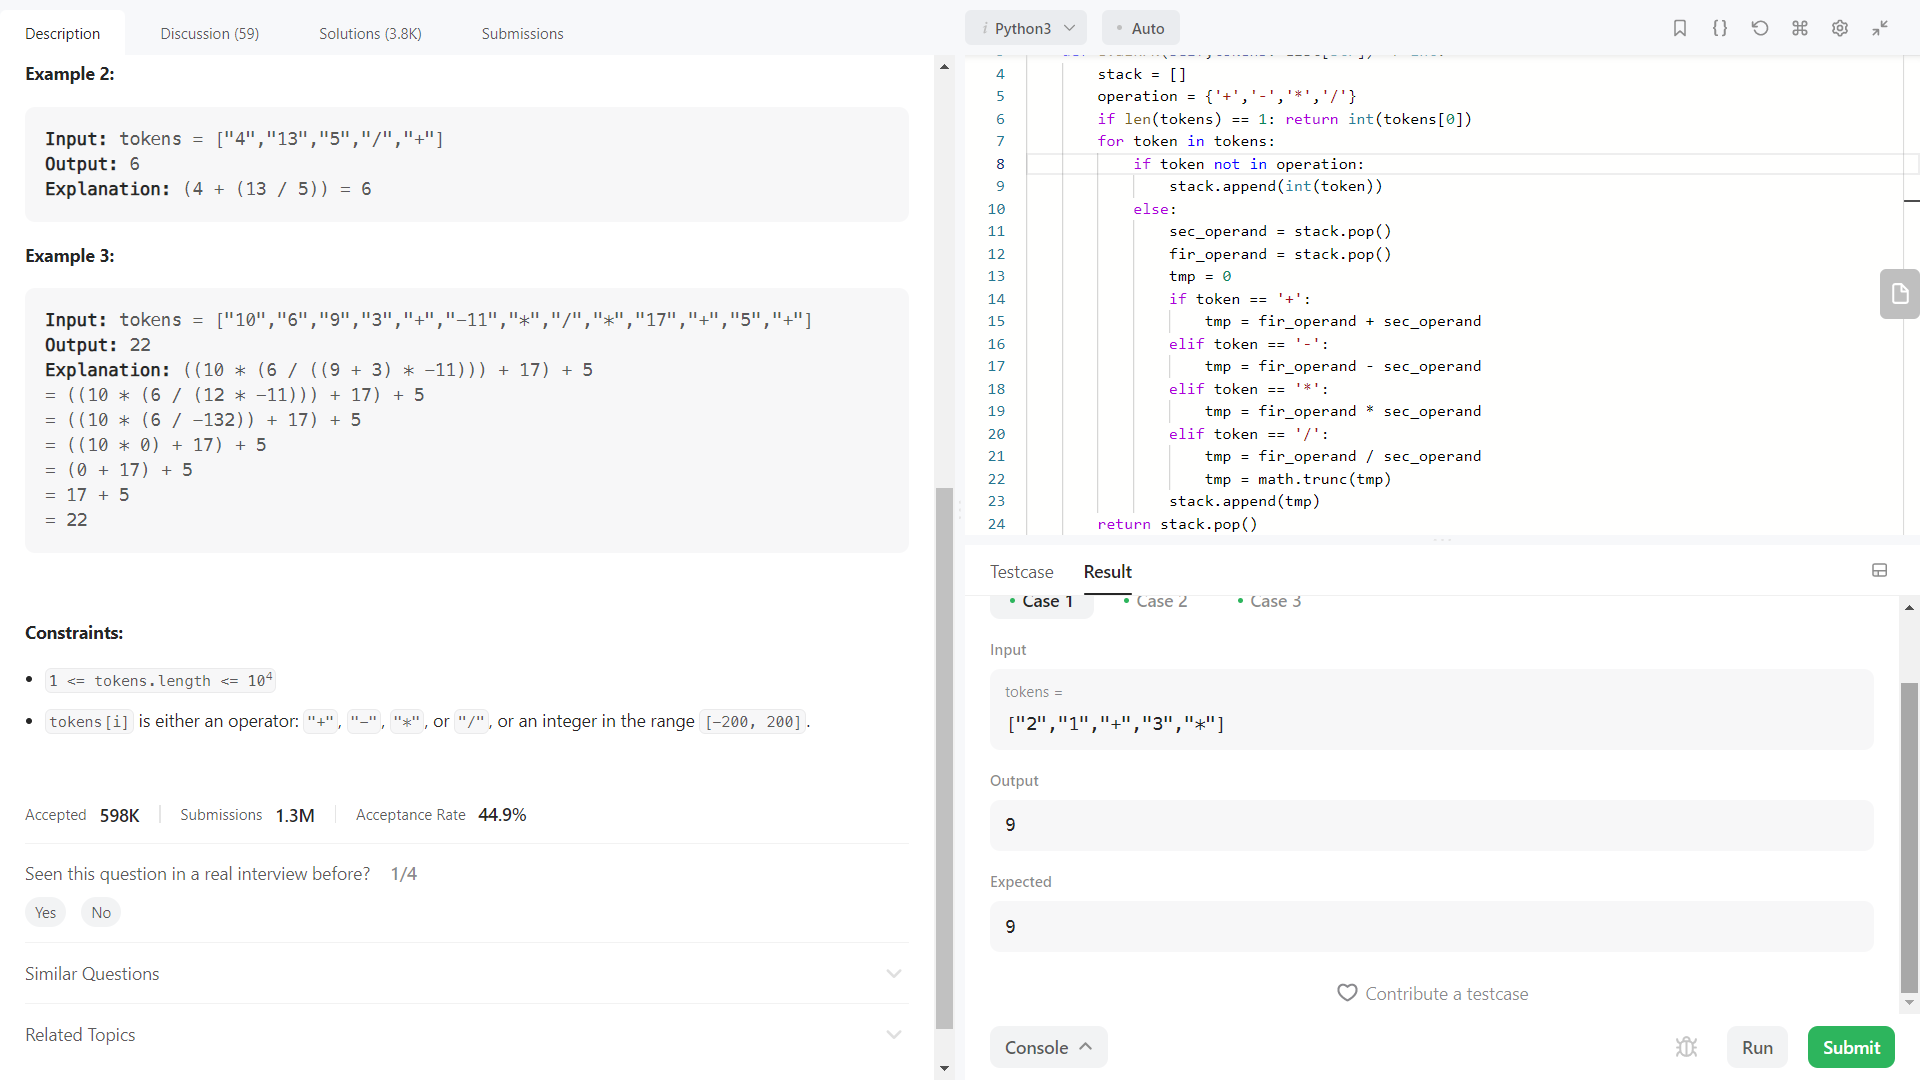 Description
Discussion (59)
Solutions (3.8K)
Submissions
Example 2:
Input: tokens = ["4","13","5","/","+"]
Output: 6
Explanation: (4 + (13 / 5)) = 6
Example 3:
Input: tokens = ["10","6","9","3","+","-11","*","/","*","17","+","5","+"]
Output: 22
Explanation: ((10 * (6 / ((9 + 3) * -11))) + 17) + 5
= ((10 * (6 / (12 * -11))) + 17) + 5
= ((10 * (6 / -132)) + 17) + 5
= ((10 * 0) + 17) + 5
= (0 + 17) + 5
= 17 + 5
= 22
Constraints:
• 1 <= tokens.length <= 10⁴
• tokens[i] is either an operator: "+", "-", "*", or "/", or an integer in the range [-200, 200].
Accepted 598K
Submissions 1.3M
Acceptance Rate 44.9%
Seen this question in a real interview before? 1/4
Yes
No
Similar Questions
Related Topics
i Python3
• Auto
4 stack = []
5 operation = {'+','-','*','/'}
6 if len(tokens) == 1: return int(tokens[0])
7 for token in tokens:
8 if token not in operation:
9 stack.append(int(token))
10 else:
11 sec_operand = stack.pop()
12 fir_operand = stack.pop()
13 tmp = 0
14 if token == '+':
15 tmp = fir_operand + sec_operand
16 elif token == '-':
17 tmp = fir_operand - sec_operand
18 elif token == '*':
19 tmp = fir_operand * sec_operand
20 elif token == '/':
21 tmp = fir_operand / sec_operand
22 tmp = math.trunc(tmp)
23 stack.append(tmp)
24 return stack.pop()
Testcase
Result
• Case 1
• Case 2
• Case 3
Input
tokens =
["2","1","+","3","*"]
Output
9
Expected
9
Contribute a testcase
Console
Run
Submit